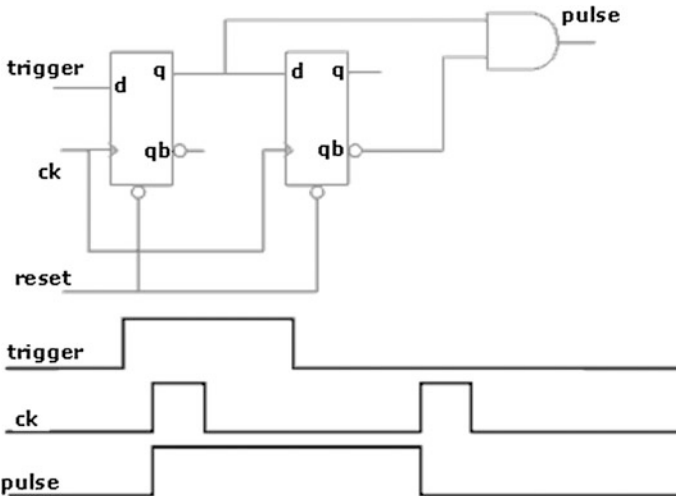 pulse
trigger
d
q
d
q
ck
qb
qb
reset
trigger
ck
pulse